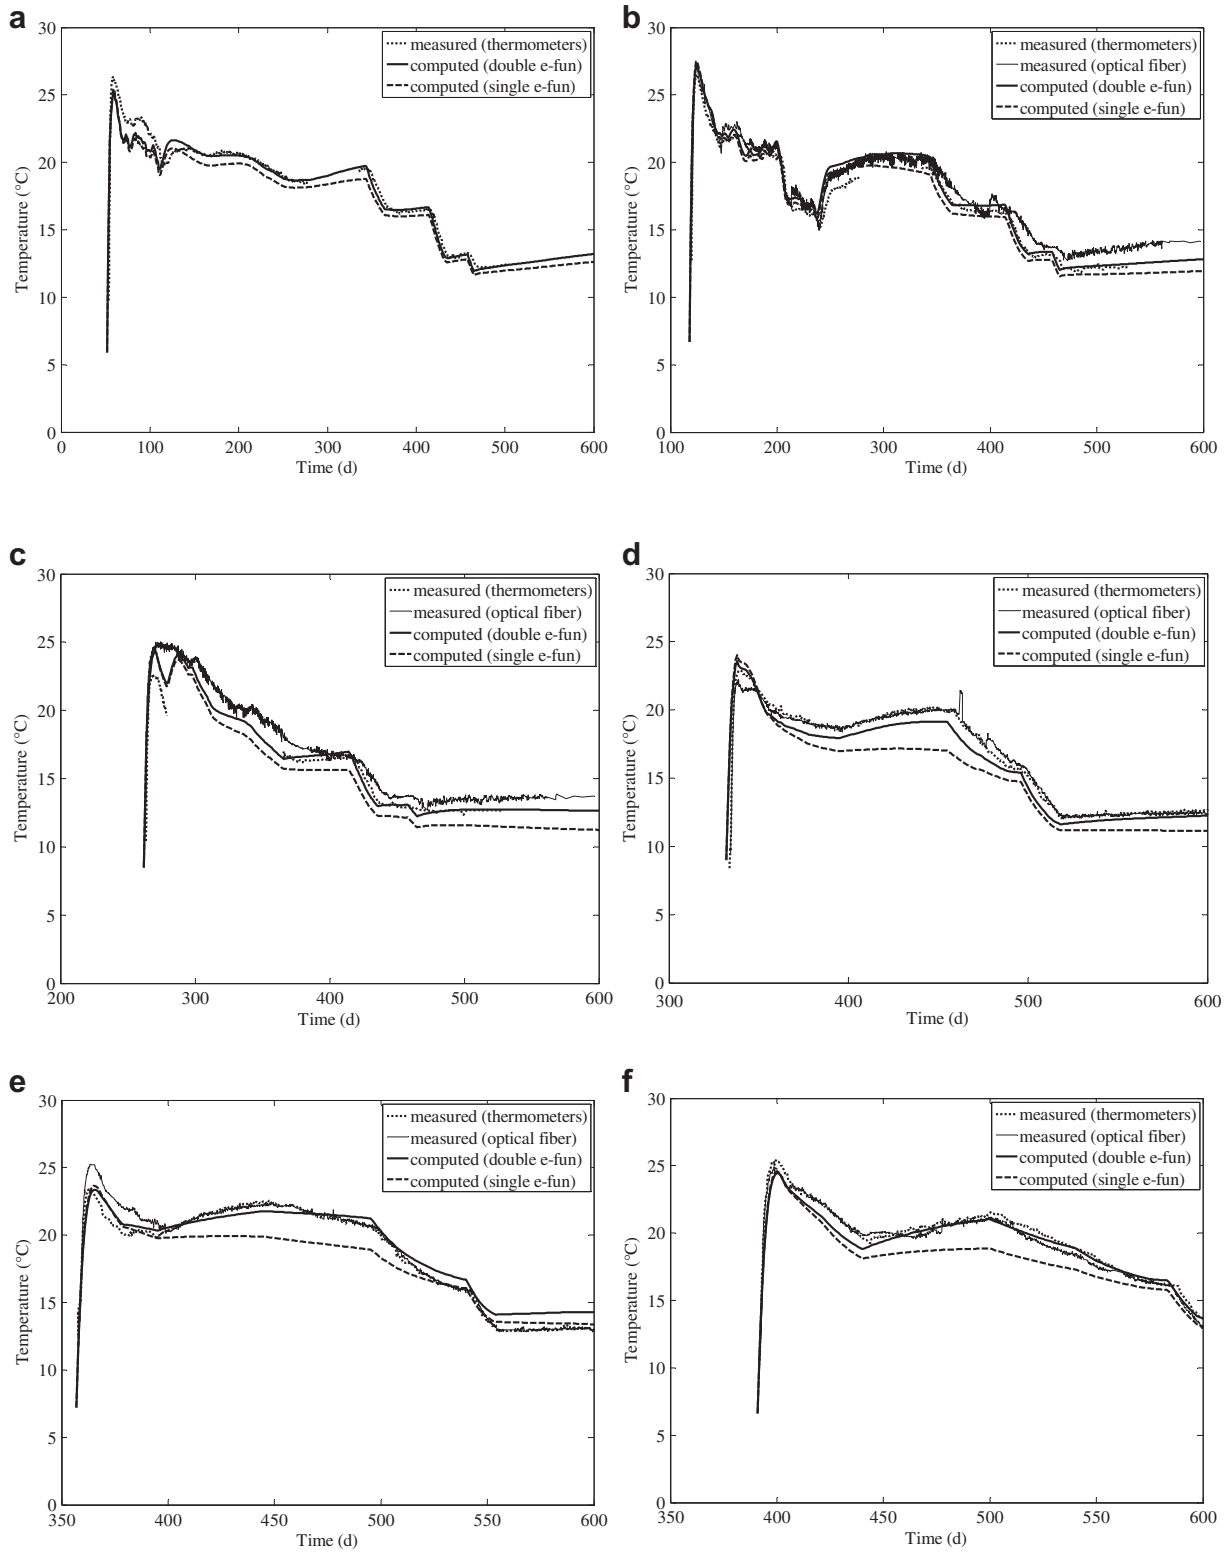 a
30
25
20
15
10
5
0
Temperature (°C)
measured (thermometers)
computed (double e-fun)
computed (single e-fun)
0 100 200 300 400 500 600
Time (d)
b
30
25
20
15
10
5
0
Temperature (°C)
measured (thermometers)
measured (optical fiber)
computed (double e-fun)
computed (single e-fun)
100 200 300 400 500 600
Time (d)
c
30
25
20
15
10
5
0
Temperature (°C)
measured (thermometers)
measured (optical fiber)
computed (double e-fun)
computed (single e-fun)
200 300 400 500 600
Time (d)
d
30
25
20
15
10
5
0
Temperature (°C)
measured (thermometers)
measured (optical fiber)
computed (double e-fun)
computed (single e-fun)
300 400 500 600
Time (d)
e
30
25
20
15
10
5
0
Temperature (°C)
measured (thermometers)
measured (optical fiber)
computed (double e-fun)
computed (single e-fun)
350 400 450 500 550 600
Time (d)
f
30
25
20
15
10
5
0
Temperature (°C)
measured (thermometers)
measured (optical fiber)
computed (double e-fun)
computed (single e-fun)
350 400 450 500 550 600
Time (d)